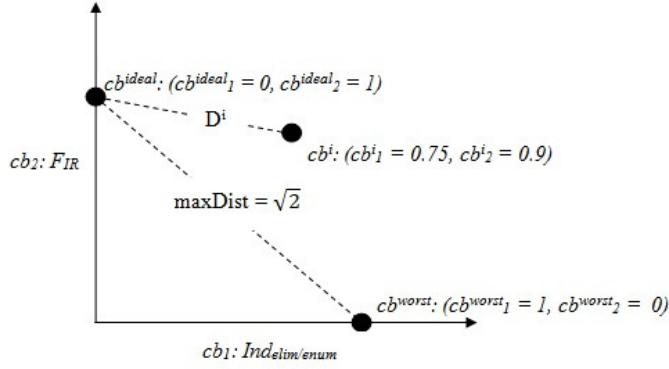 cb^ideal: (cb^ideal_1 = 0, cb^ideal_2 = 1)
D^i
cb^i: (cb^i_1 = 0.75, cb^i_2 = 0.9)
cb_2: F_IR
maxDist = √2
cb^worst: (cb^worst_1 = 1, cb^worst_2 = 0)
cb_1: Ind_elim/enum